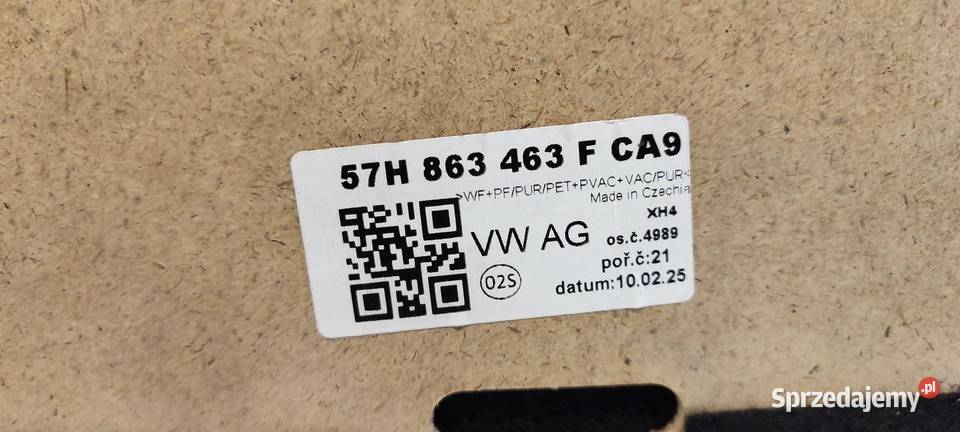 57H 863 463 F CA9
>WF+PF/PUR/PET+PVAC+VAC/PUR<
Made in Czechia
XH4
VW AG
os.č.4989
poř.č:21
02S
datum:10.02.25
Sprzedajemy.pl